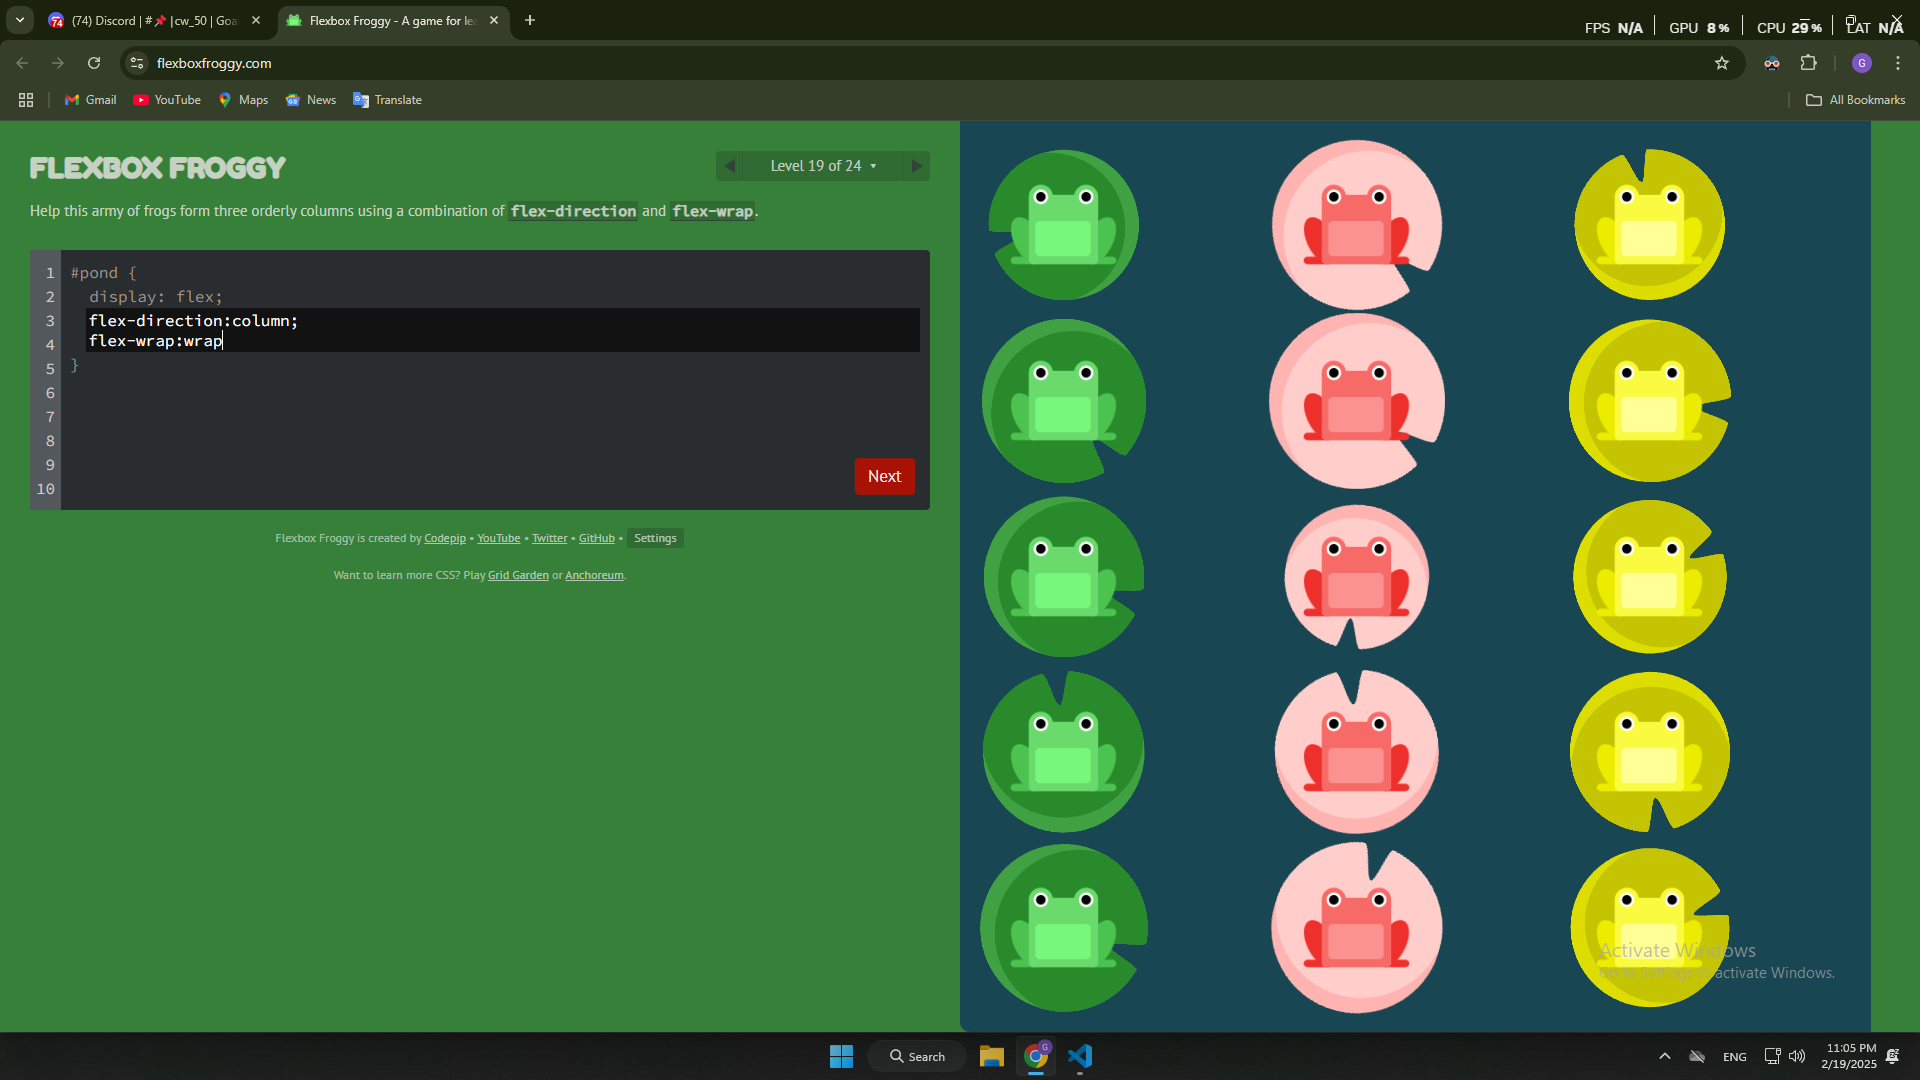 (74) Discord | #📌 |cw_50 | Goa
Flexbox Froggy - A game for lea
FPS N/A GPU 8% CPU 29% LAT N/A
flexboxfroggy.com
G
Gmail
YouTube
Maps
News
Translate
All Bookmarks
FLEXBOX FROGGY
Level 19 of 24
Help this army of frogs form three orderly columns using a combination of flex-direction and flex-wrap.
1 #pond {
2 display: flex;
3 flex-direction:column;
4 flex-wrap:wrap
5 }
6
7
8
9
10
Next
Flexbox Froggy is created by Codepip • YouTube • Twitter • GitHub • Settings
Want to learn more CSS? Play Grid Garden or Anchoreum.
Activate Windows
Go to Settings to activate Windows.
Search
ENG
11:05 PM
2/19/2025